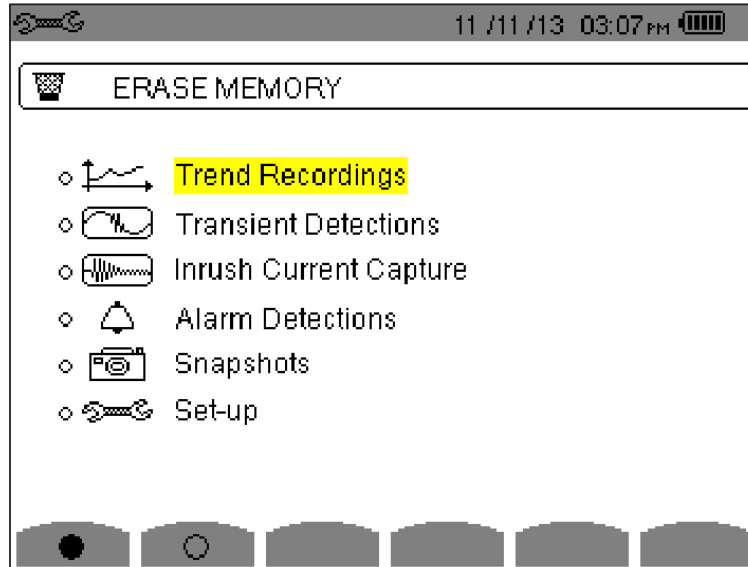 11 /11 /13 03:07 PM
ERASE MEMORY
Trend Recordings
Transient Detections
Inrush Current Capture
Alarm Detections
Snapshots
Set-up